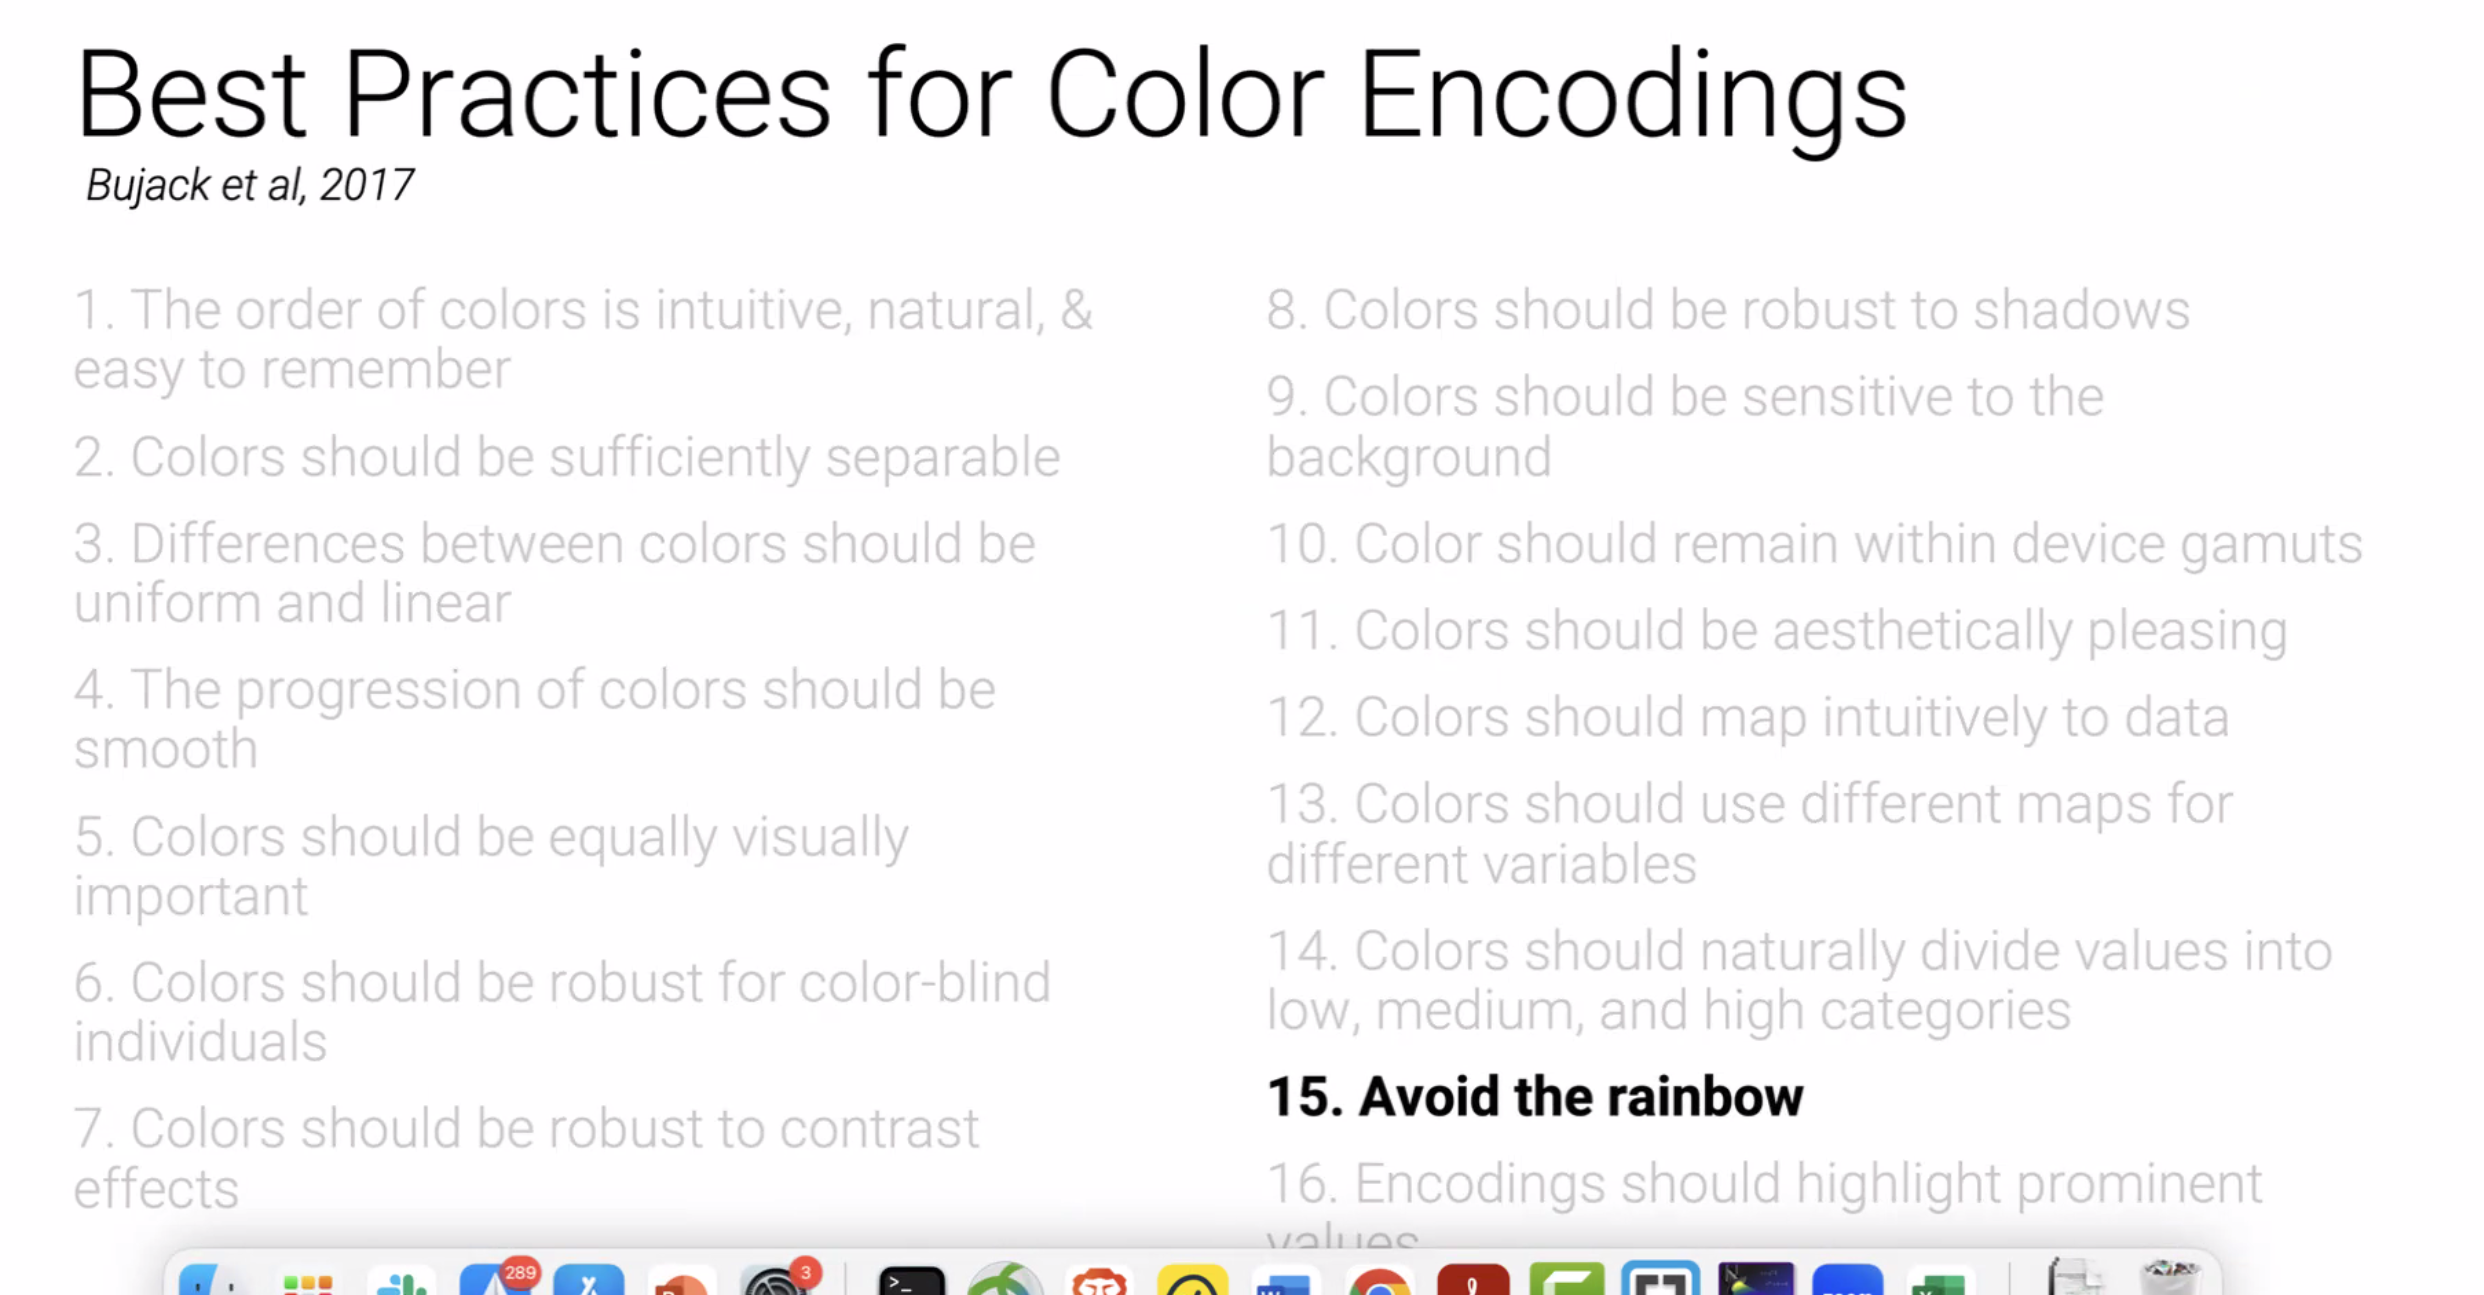 Best Practices for Color Encodings
Bujack et al, 2017
1. The order of colors is intuitive, natural, &
easy to remember
2. Colors should be sufficiently separable
3. Differences between colors should be
uniform and linear
4. The progression of colors should be
smooth
5. Colors should be equally visually
important
6. Colors should be robust for color-blind
individuals
7. Colors should be robust to contrast
effects
8. Colors should be robust to shadows
9. Colors should be sensitive to the
background
10. Color should remain within device gamuts
11. Colors should be aesthetically pleasing
12. Colors should map intuitively to data
13. Colors should use different maps for
different variables
14. Colors should naturally divide values into
low, medium, and high categories
15. Avoid the rainbow
16. Encodings should highlight prominent
values
289
3
>_